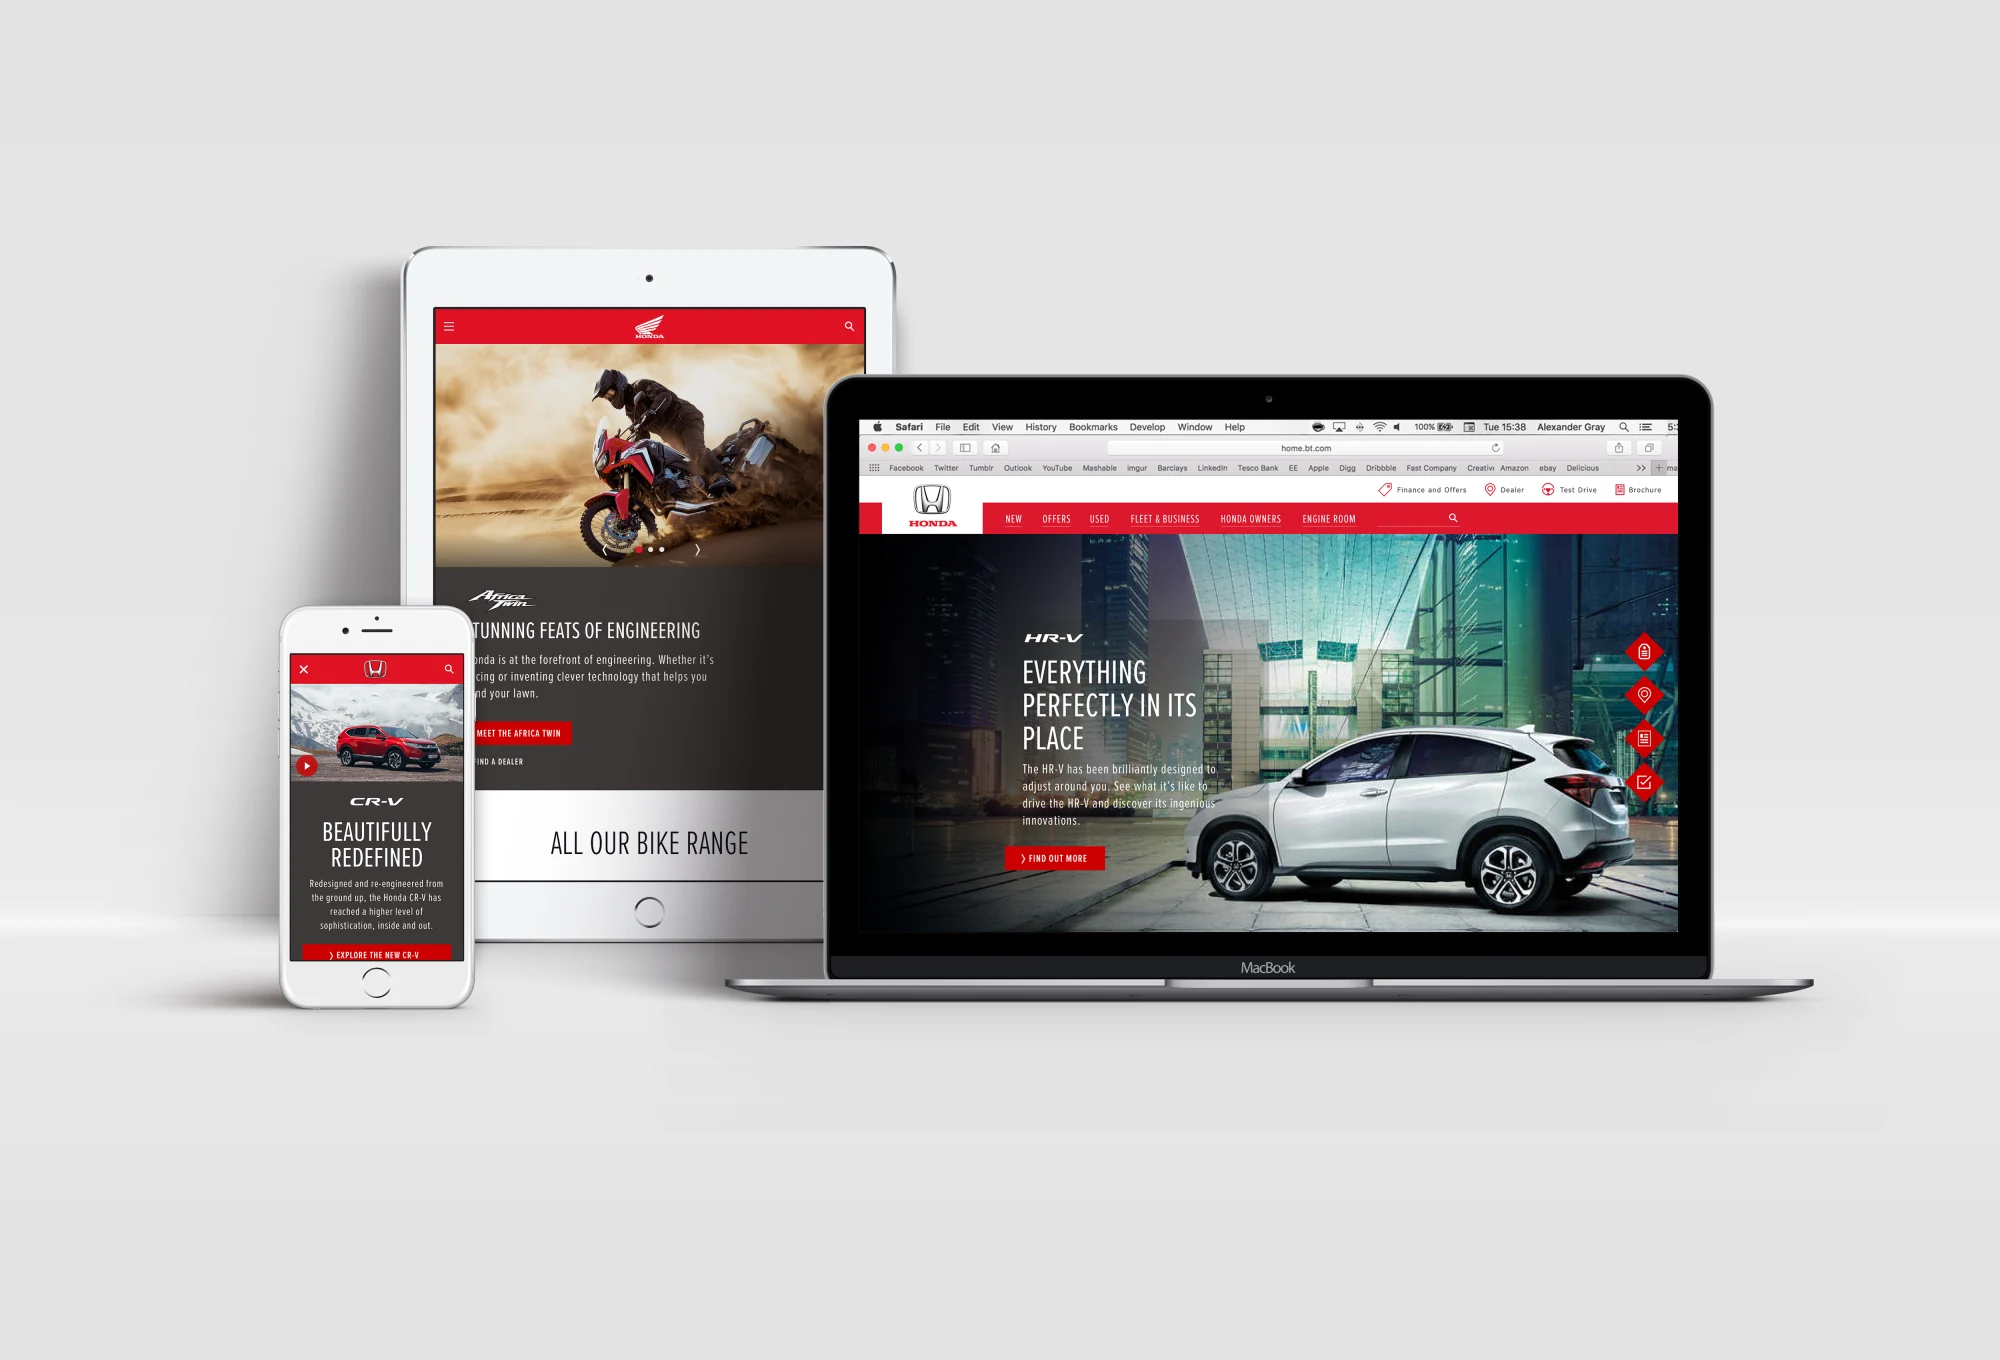 HONDA
Africa
Twin
TUNNING FEATS OF ENGINEERING
onda is at the forefront of engineering. Whether it's
cing or inventing clever technology that helps you
nd your lawn.
MEET THE AFRICA TWIN
IND A DEALER
ALL OUR BIKE RANGE
CR-V
BEAUTIFULLY
REDEFINED
Redesigned and re-engineered from
the ground up, the Honda CR-V has
reached a higher level of
sophistication, inside and out.
❭ EXPLORE THE NEW CR-V
Safari File Edit View History Bookmarks Develop Window Help 100% Tue 15:38 Alexander Gray 5:3
home.bt.com
Facebook Twitter Tumblr Outlook YouTube Mashable imgur Barclays LinkedIn Tesco Bank EE Apple Digg Dribbble Fast Company Creativ Amazon ebay Delicious >> + ma
Finance and Offers Dealer Test Drive Brochure
HONDA
NEW OFFERS USED FLEET & BUSINESS HONDA OWNERS ENGINE ROOM
HR-V
EVERYTHING
PERFECTLY IN ITS
PLACE
The HR-V has been brilliantly designed to
adjust around you. See what it's like to
drive the HR-V and discover its ingenious
innovations.
❭ FIND OUT MORE
MacBook